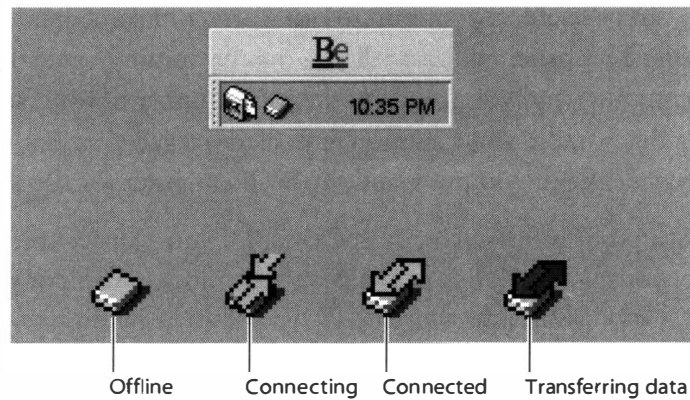 Be
10:35 PM
Offline
Connecting
Connected
Transferring data